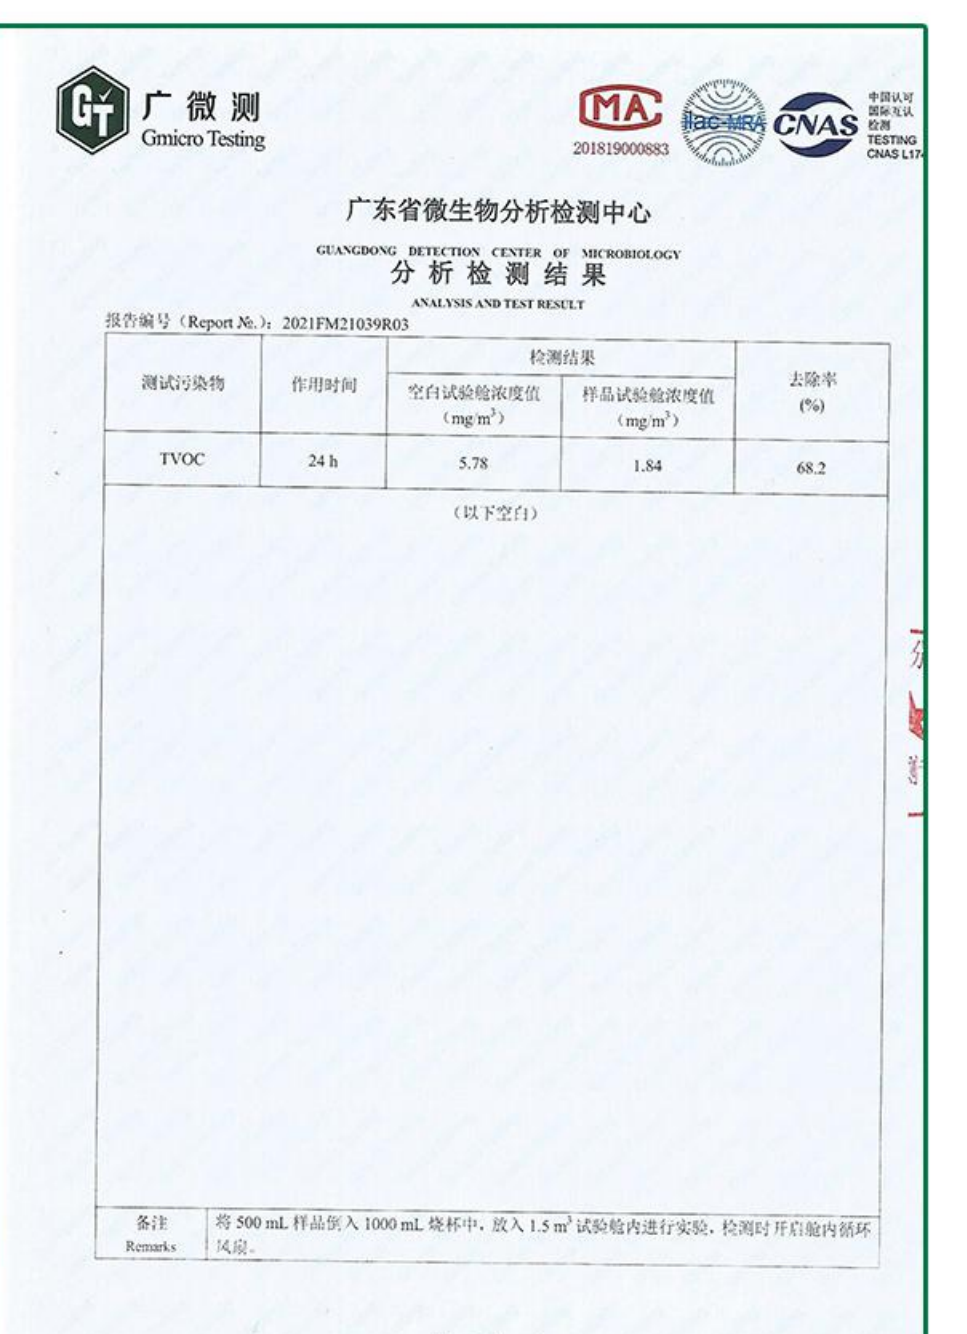 广微测
Gmicro Testing
MA
201819000883
ilac-MRA
CNAS
中国认可
国际互认
检测
TESTING
CNAS L17
广东省微生物分析检测中心
GUANGDONG DETECTION CENTER OF MICROBIOLOGY
分析检测结果
ANALYSIS AND TEST RESULT
报告编号（Report №.）：2021FM21039R03
测试污染物
作用时间
检测结果
空白试验舱浓度值
（mg/m³）
样品试验舱浓度值
（mg/m³）
去除率
(%)
TVOC
24 h
5.78
1.84
68.2
（以下空白）
备注
Remarks
将 500 mL 样品倒入 1000 mL 烧杯中，放入 1.5 m³ 试验舱内进行实验，检测时开启舱内循环
风扇。